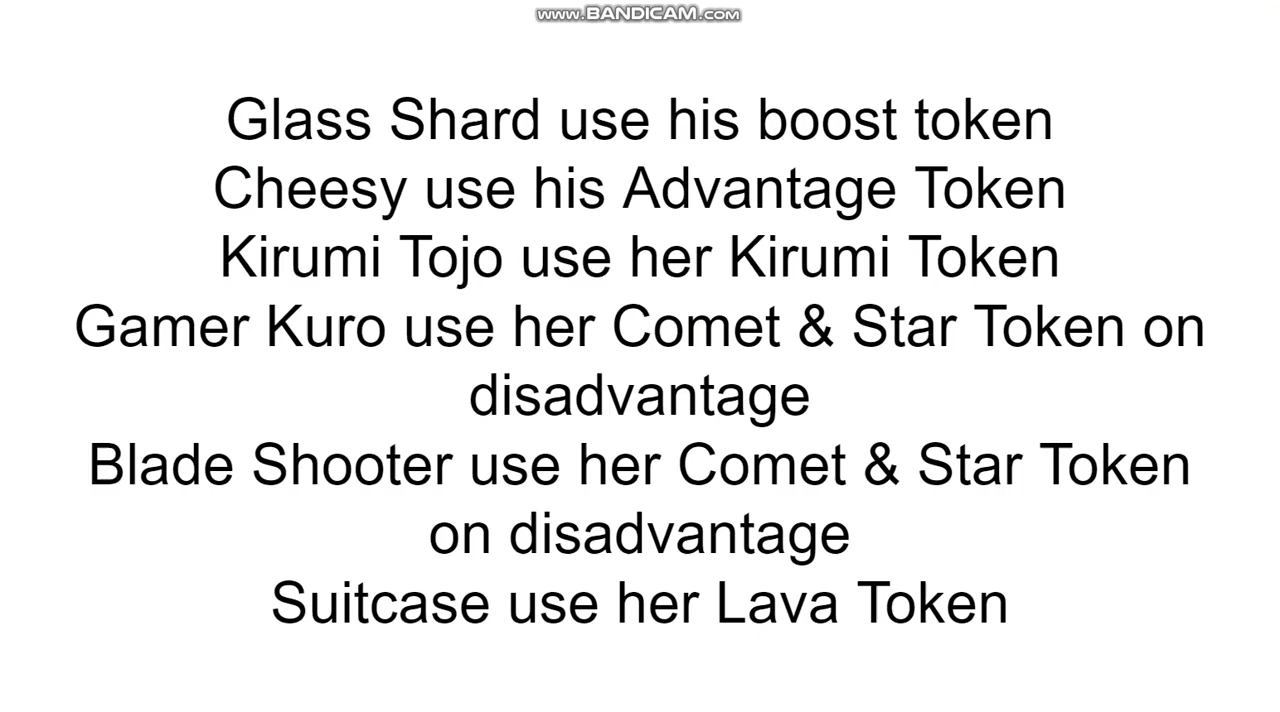 www.BANDICAM.com
Glass Shard use his boost token
Cheesy use his Advantage Token
Kirumi Tojo use her Kirumi Token
Gamer Kuro use her Comet & Star Token on
disadvantage
Blade Shooter use her Comet & Star Token
on disadvantage
Suitcase use her Lava Token